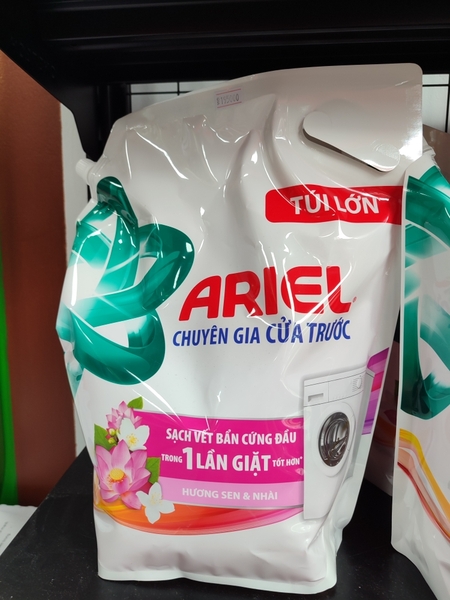 TÚI LỚN
ARIEL
CHUYÊN GIA CỬA TRƯỚC
SẠCH VẾT BẨN CỨNG ĐẦU
TRONG 1 LẦN GIẶT TỐT HƠN*
HƯƠNG SEN & NHÀI